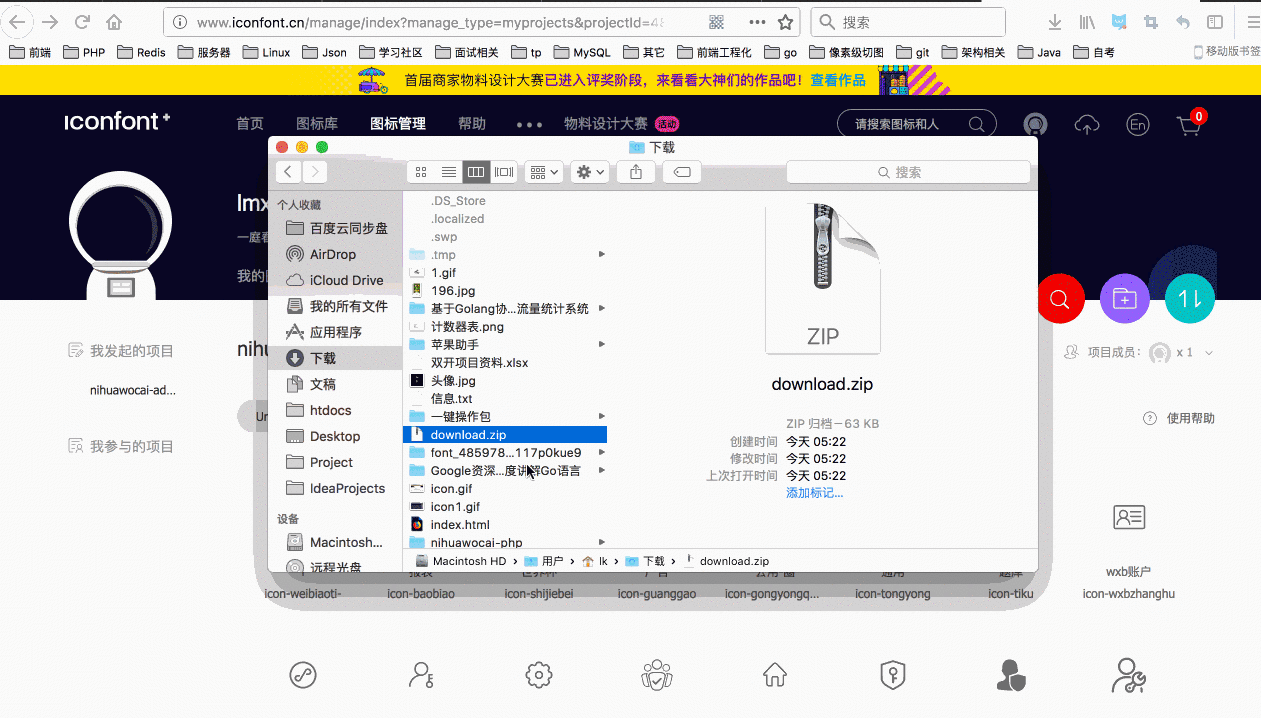 www.iconfont.cn/manage/index?manage_type=myprojects&projectId=48
搜索
前端 PHP Redis 服务器 Linux Json 学习社区 面试相关 tp MySQL 其它 前端工程化 go 像素级切图 git 架构相关 Java 自考 移动版书签
首届商家物料设计大赛已进入评奖阶段，来看看大神们的作品吧！查看作品
iconfont+ 首页 图标库 图标管理 帮助 ••• 物料设计大赛 活动 请搜索图标和人 En 0
lmx
一庭看
我的
我发起的项目
nihuawocai-ad...
我参与的项目
nihu
Un
下载
搜索
个人收藏
百度云同步盘
AirDrop
iCloud Drive
我的所有文件
应用程序
下载
文稿
htdocs
Desktop
Project
IdeaProjects
设备
Macintosh...
远程光盘
.DS_Store
.localized
.swp
.tmp
1.gif
196.jpg
基于Golang协...流量统计系统
计数器表.png
苹果助手
双开项目资料.xlsx
头像.jpg
信息.txt
一键操作包
download.zip
font_485978...117p0kue9
Google资深...度讲解Go语言
icon.gif
icon1.gif
index.html
nihuawocai-php
ZIP
download.zip
ZIP 归档－63 KB
创建时间 今天 05:22
修改时间 今天 05:22
上次打开时间 今天 05:22
添加标记...
Macintosh HD › 用户 › lk › 下载 › download.zip
项目成员： x 1
使用帮助
wxb账户
icon-weibiaoti- icon-baobiao icon-shijiebei icon-guanggao icon-gongyongq... icon-tongyong icon-tiku icon-wxbzhanghu